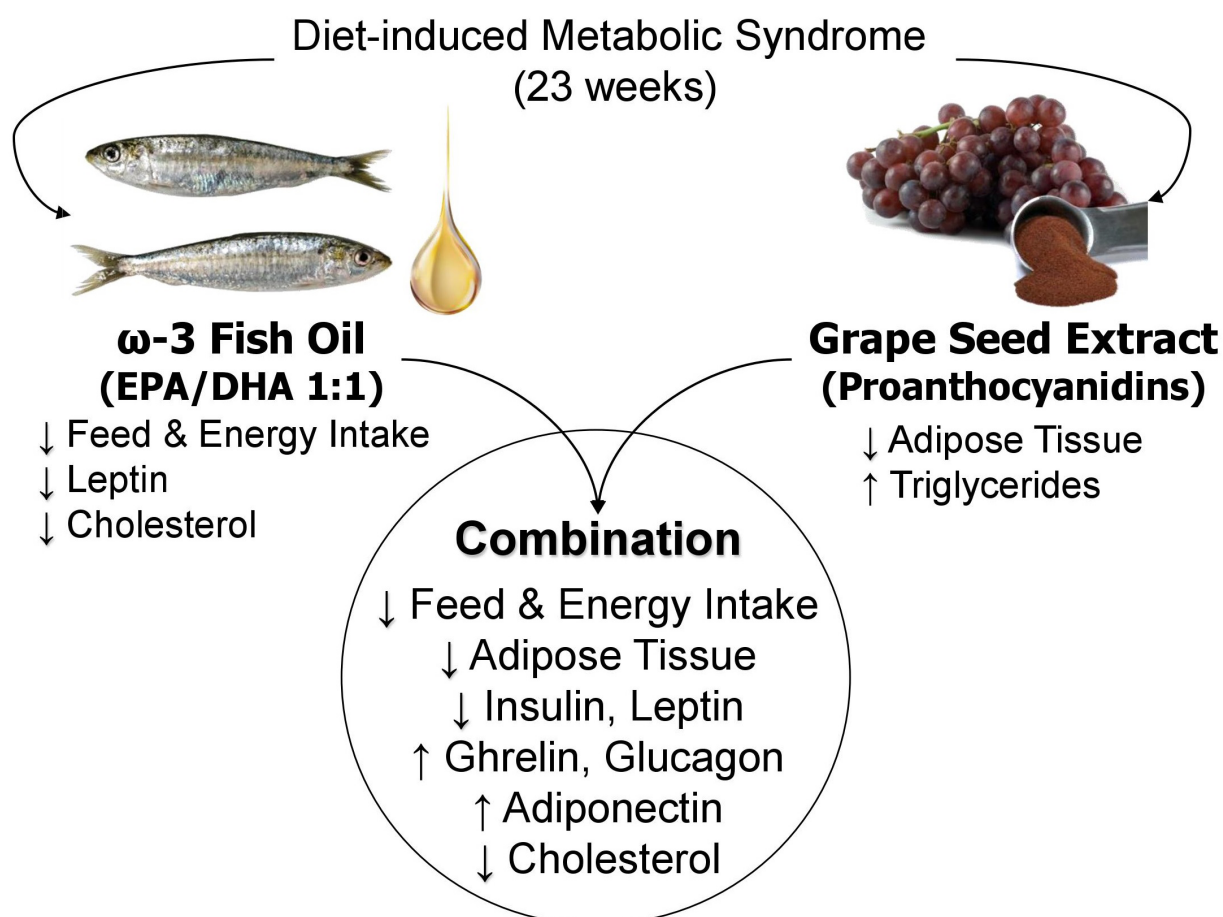 Diet-induced Metabolic Syndrome
(23 weeks)
ω-3 Fish Oil
(EPA/DHA 1:1)
↓ Feed & Energy Intake
↓ Leptin
↓ Cholesterol
Grape Seed Extract
(Proanthocyanidins)
↓ Adipose Tissue
↑ Triglycerides
Combination
↓ Feed & Energy Intake
↓ Adipose Tissue
↓ Insulin, Leptin
↑ Ghrelin, Glucagon
↑ Adiponectin
↓ Cholesterol